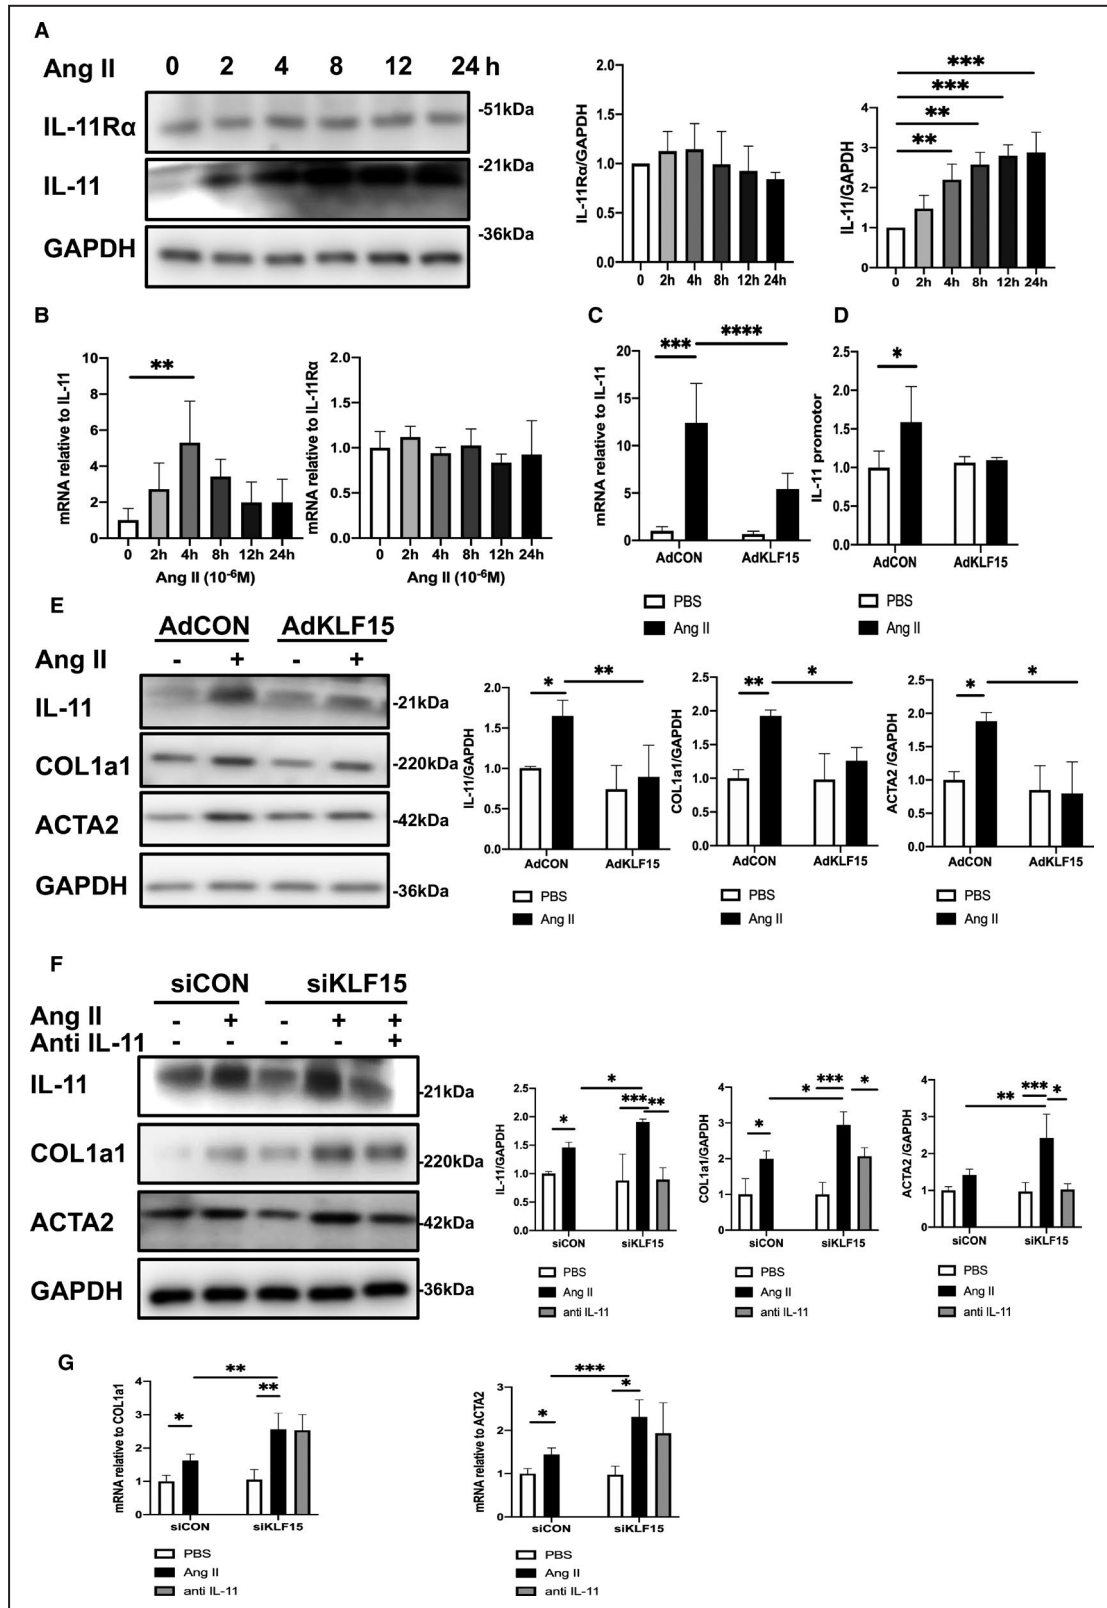 A
Ang II 0 2 4 8 12 24 h
IL-11Rα -51kDa
IL-11 -21kDa
GAPDH -36kDa
IL-11Rα/GAPDH
2.0
1.5
1.0
0.5
0.0
0 2h 4h 8h 12h 24h
IL-11/GAPDH
***
***
**
**
4
3
2
1
0
0 2h 4h 8h 12h 24h
B
mRNA relative to IL-11
**
10
8
6
4
2
0
0 2h 4h 8h 12h 24h
Ang II (10-6M)
mRNA relative to IL-11Rα
2.0
1.5
1.0
0.5
0.0
0 2h 4h 8h 12h 24h
Ang II (10-6M)
C
mRNA relative to IL-11
****
***
20
15
10
5
0
AdCON AdKLF15
PBS
Ang II
D
IL-11 promotor
*
2.5
2.0
1.5
1.0
0.5
0.0
AdCON AdKLF15
PBS
Ang II
E
AdCON AdKLF15
Ang II - + - +
IL-11 -21kDa
COL1a1 -220kDa
ACTA2 -42kDa
GAPDH -36kDa
IL-11/GAPDH
* **
2.0
1.5
1.0
0.5
0.0
AdCON AdKLF15
PBS
Ang II
COL1a1/GAPDH
** *
2.5
2.0
1.5
1.0
0.5
0.0
AdCON AdKLF15
PBS
Ang II
ACTA2 /GAPDH
* *
2.5
2.0
1.5
1.0
0.5
0.0
AdCON AdKLF15
PBS
Ang II
F
siCON siKLF15
Ang II - + - + +
Anti IL-11 - - - - +
IL-11 -21kDa
COL1a1 -220kDa
ACTA2 -42kDa
GAPDH -36kDa
IL-11/GAPDH
*
* *** **
2.5
2.0
1.5
1.0
0.5
0.0
siCON siKLF15
PBS
Ang II
anti IL-11
COL1a1/GAPDH
* *** *
*
4
3
2
1
0
siCON siKLF15
PBS
Ang II
anti IL-11
ACTA2 /GAPDH
** *** *
4
3
2
1
0
siCON siKLF15
PBS
Ang II
anti IL-11
G
mRNA relative to COL1a1
**
* **
4
3
2
1
0
siCON siKLF15
PBS
Ang II
anti IL-11
mRNA relative to ACTA2
***
* *
3
2
1
0
siCON siKLF15
PBS
Ang II
anti IL-11